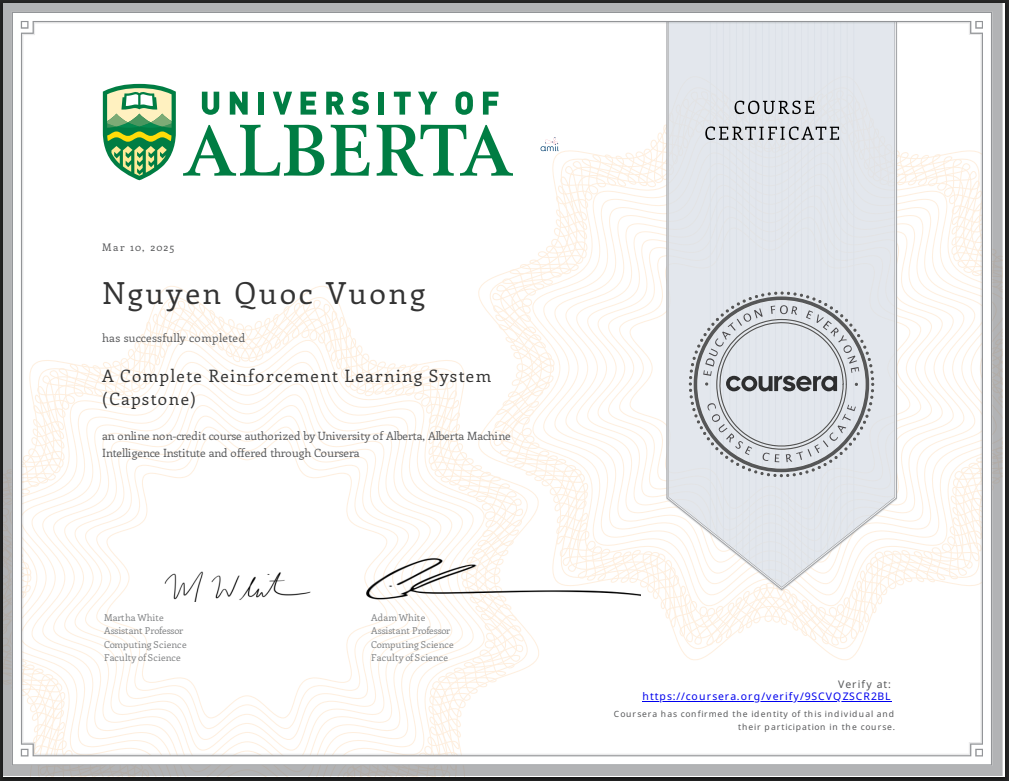 UNIVERSITY OF
ALBERTA
amii
COURSE
CERTIFICATE
Mar 10, 2025
Nguyen Quoc Vuong
has successfully completed
A Complete Reinforcement Learning System
(Capstone)
an online non-credit course authorized by University of Alberta, Alberta Machine
Intelligence Institute and offered through Coursera
EDUCATION FOR EVERYONE
coursera
COURSE CERTIFICATE
M White
Martha White
Assistant Professor
Computing Science
Faculty of Science
Adam White
Assistant Professor
Computing Science
Faculty of Science
Verify at:
https://coursera.org/verify/9SCVQZSCR2BL
Coursera has confirmed the identity of this individual and
their participation in the course.